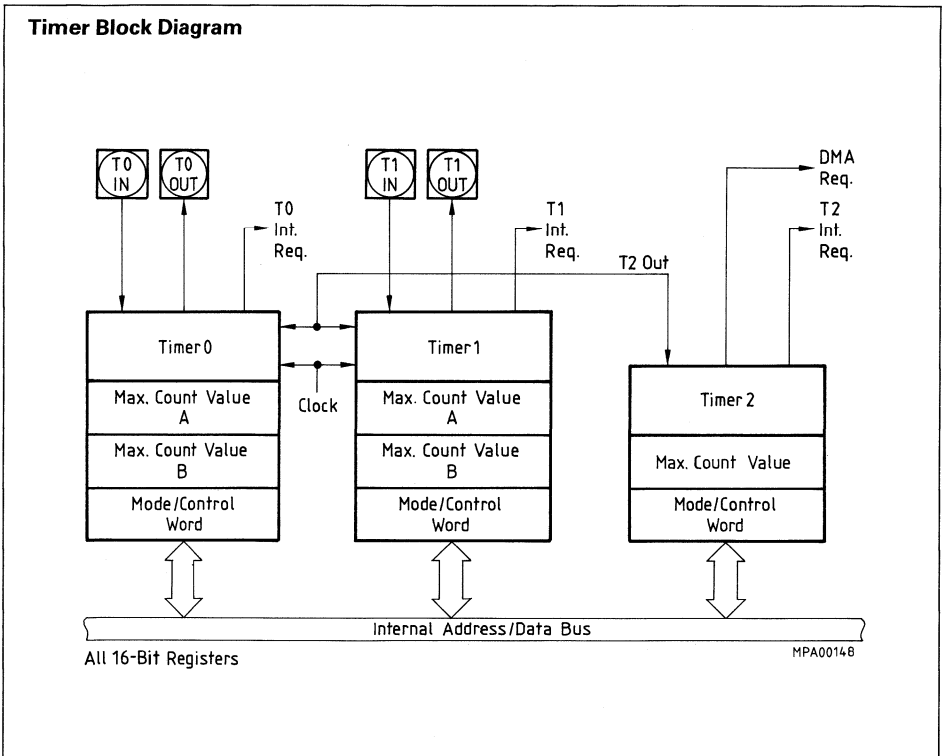 Timer Block Diagram
T0
IN
T0
OUT
T1
IN
T1
OUT
DMA
Req.
T0
Int.
Req.
T1
Int.
Req.
T2
Int.
Req.
T2 Out
Timer 0
Max. Count Value
A
Max. Count Value
B
Mode/Control
Word
Clock
Timer 1
Max. Count Value
A
Max. Count Value
B
Mode/Control
Word
Timer 2
Max. Count Value
Mode/Control
Word
Internal Address/Data Bus
All 16-Bit Registers
MPA00148